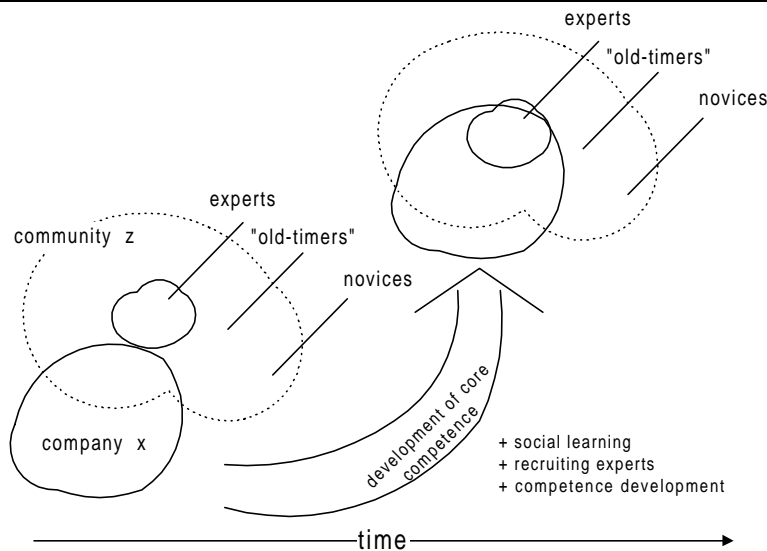 experts
"old-timers"
novices
experts
community z
"old-timers"
novices
company x
development of core
competence
+ social learning
+ recruiting experts
+ competence development
time